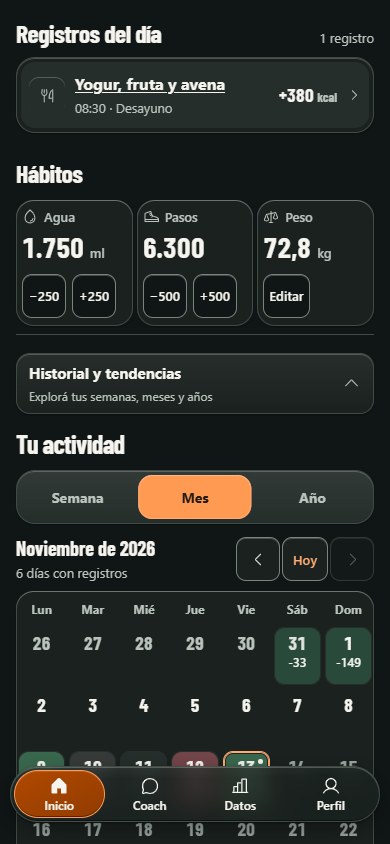 Registros del día
1 registro
Yogur, fruta y avena
+380 kcal
08:30 · Desayuno
Hábitos
Agua
Pasos
Peso
1.750 ml
6.300
72,8 kg
−250
+250
−500
+500
Editar
Historial y tendencias
Explorá tus semanas, meses y años
Tu actividad
Semana
Mes
Año
Noviembre de 2026
6 días con registros
Hoy
Lun Mar Mié Jue Vie Sáb Dom
26 27 28 29 30 31 1
-33 -149
2 3 4 5 6 7 8
Inicio
Coach
Datos
Perfil
16 17 18 19 20 21 22